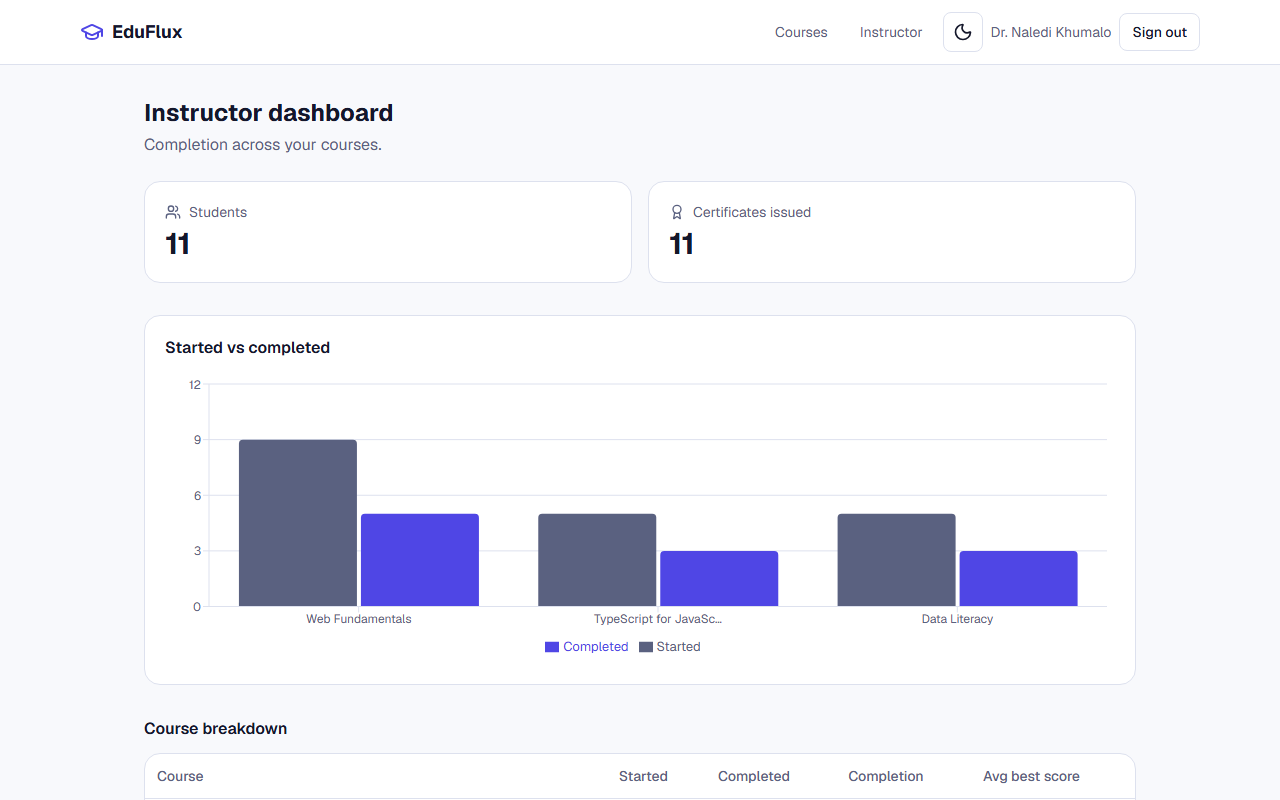 EduFlux
Courses Instructor Dr. Naledi Khumalo Sign out
Instructor dashboard
Completion across your courses.
Students
11
Certificates issued
11
Started vs completed
12
9
6
3
0
Web Fundamentals TypeScript for JavaSc... Data Literacy
Completed Started
Course breakdown
Course Started Completed Completion Avg best score